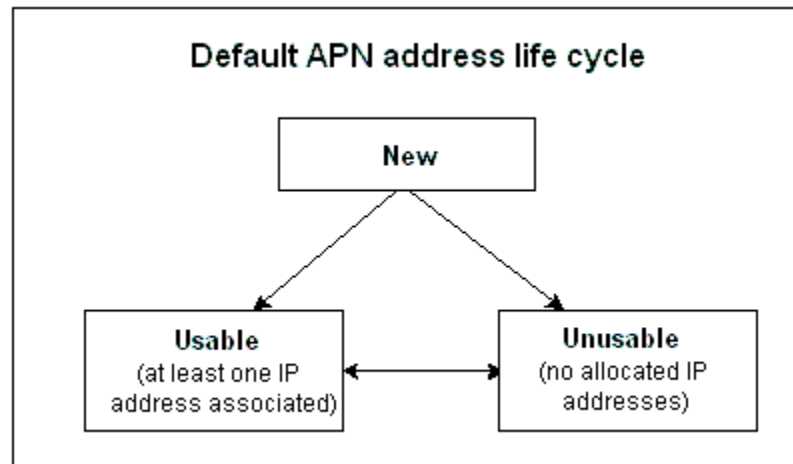 Default APN address life cycle
New
Usable
(at least one IP
address associated)
Unusable
(no allocated IP
addresses)